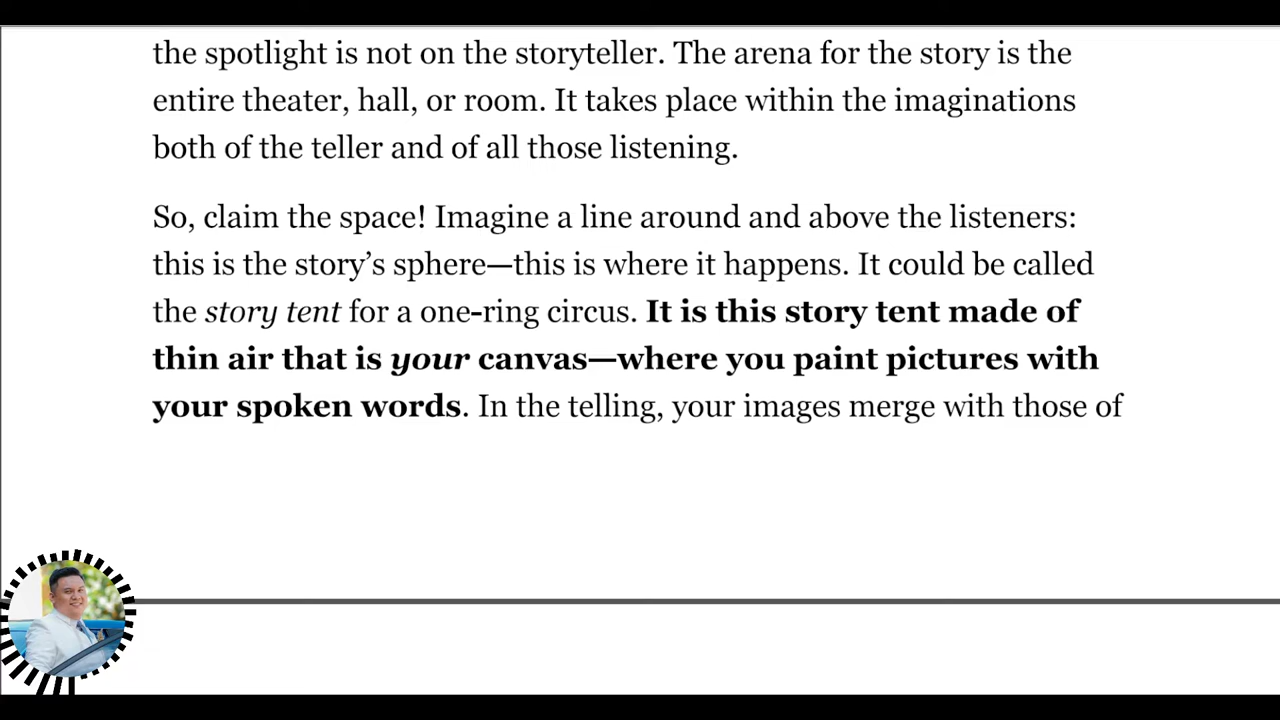 the spotlight is not on the storyteller. The arena for the story is the
entire theater, hall, or room. It takes place within the imaginations
both of the teller and of all those listening.
So, claim the space! Imagine a line around and above the listeners:
this is the story’s sphere—this is where it happens. It could be called
the story tent for a one-ring circus. It is this story tent made of
thin air that is your canvas—where you paint pictures with
your spoken words. In the telling, your images merge with those of